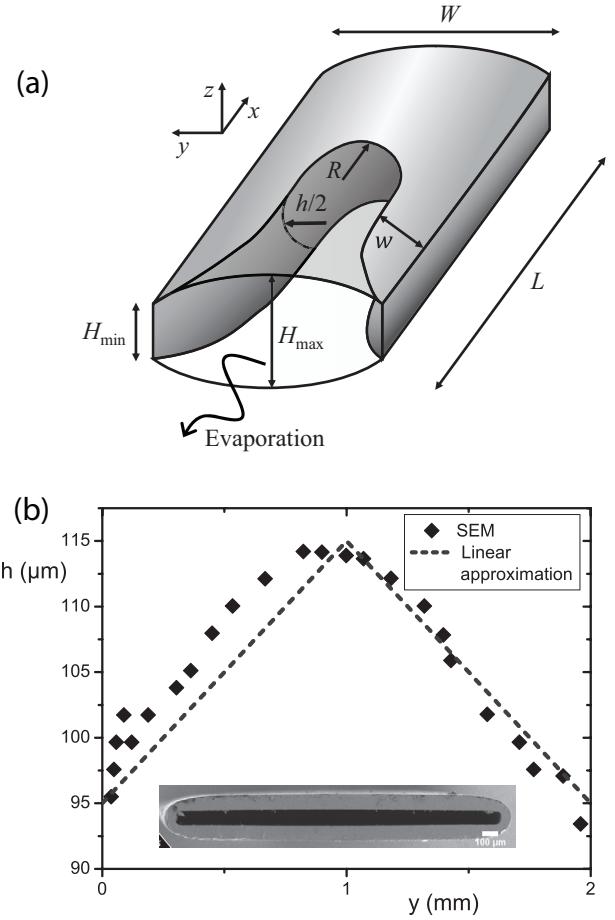 (a)
W
z
x
y
R
h/2
w
L
H_min
H_max
Evaporation
(b)
h (μm)
115
110
105
100
95
90
SEM
Linear
approximation
100 μm
0
1
2
y (mm)